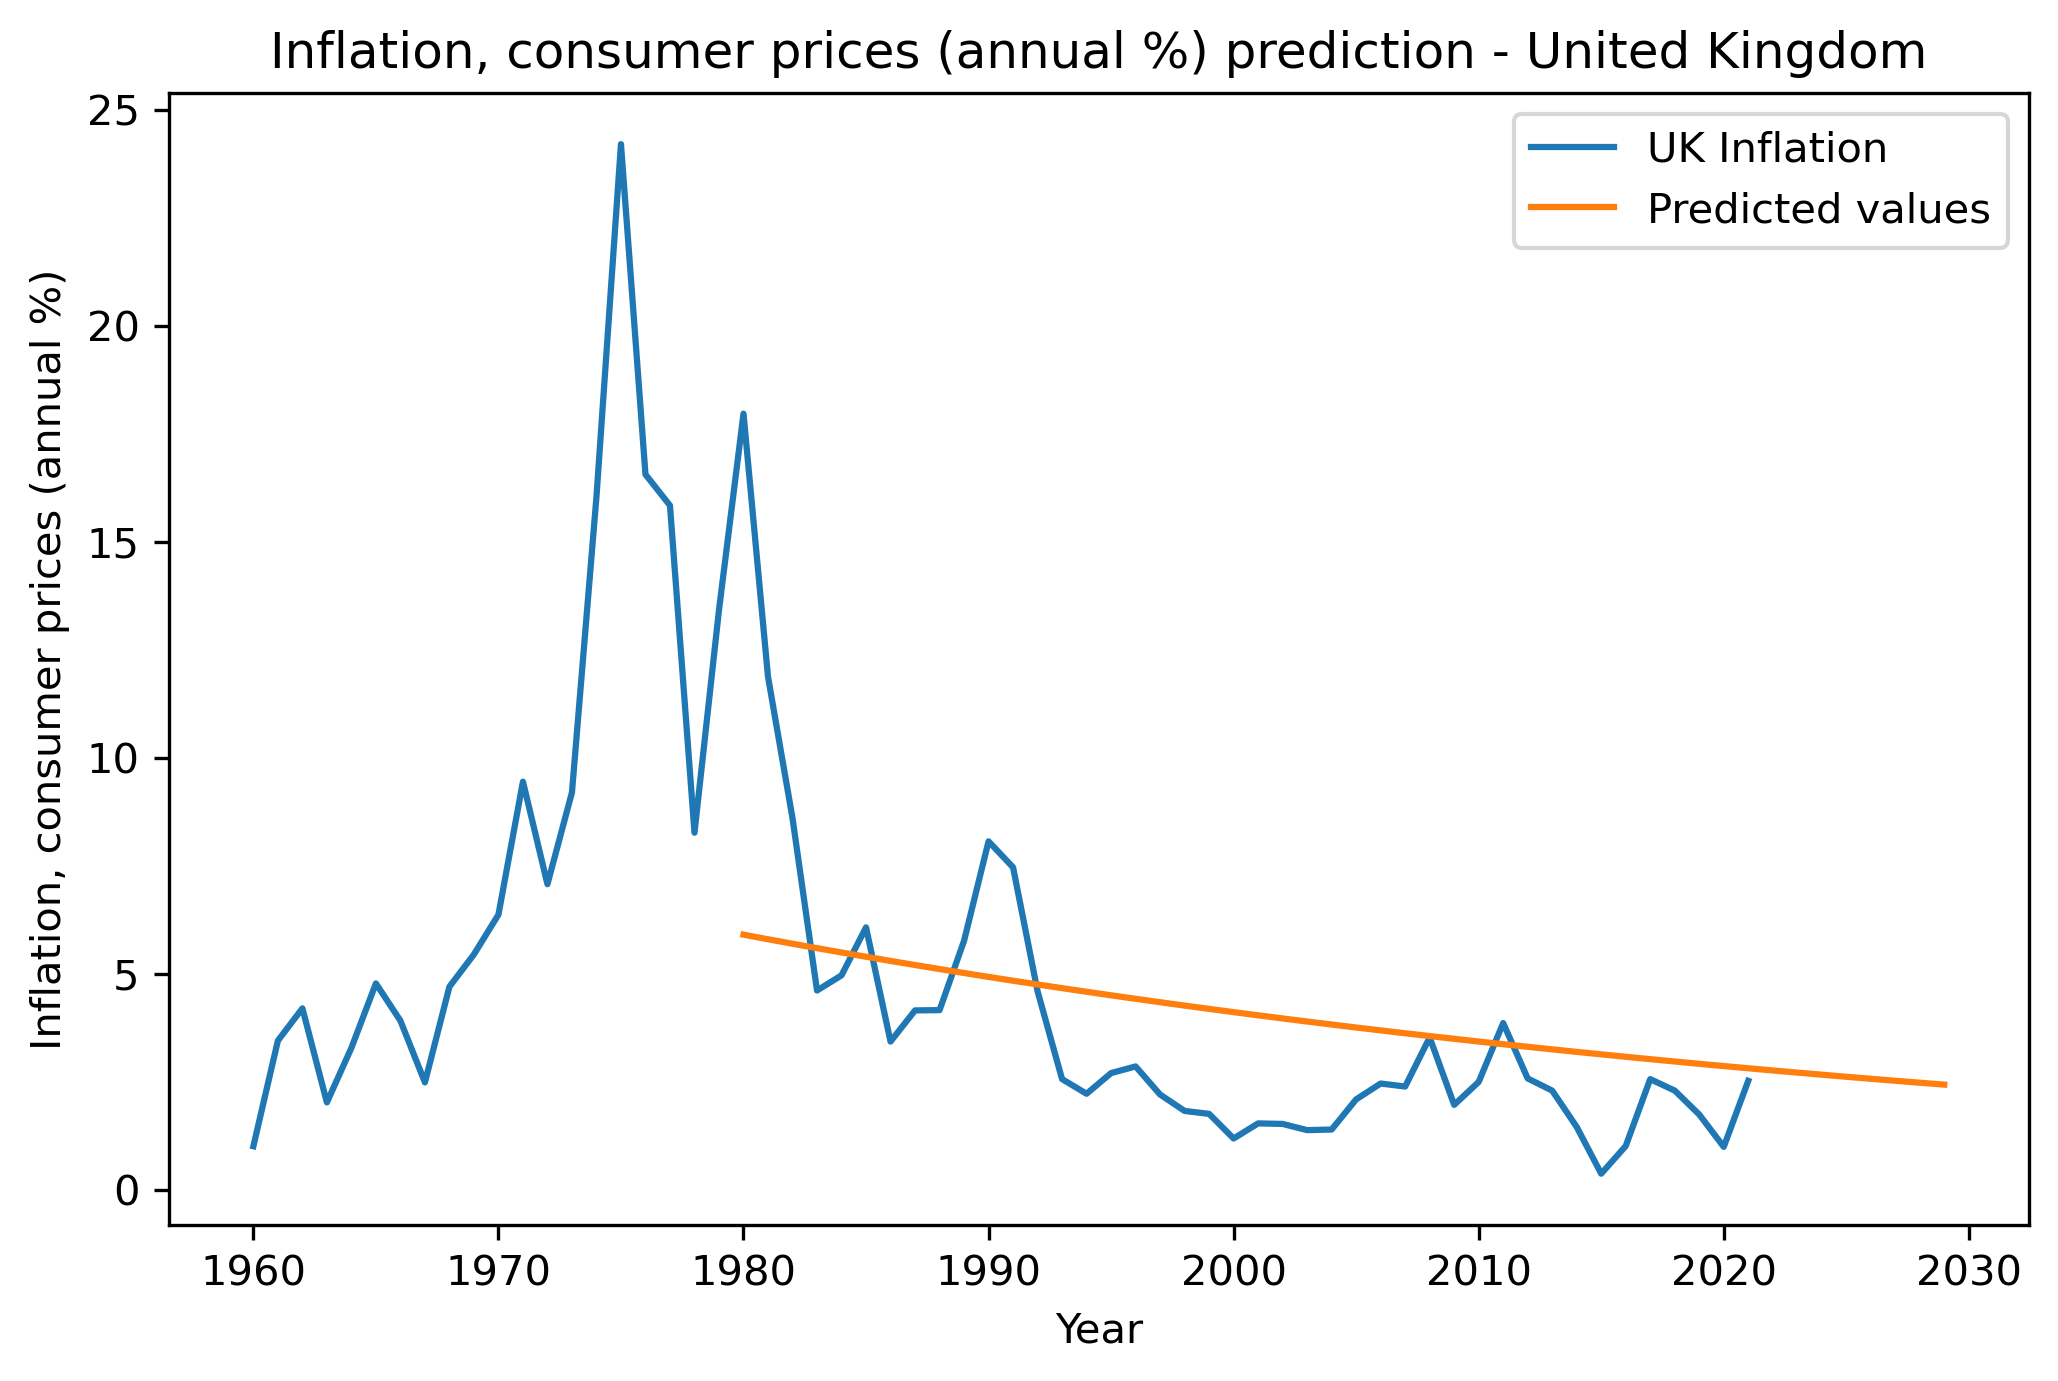 Inflation, consumer prices (annual %) prediction - United Kingdom
UK Inflation
Predicted values
Inflation, consumer prices (annual %)
25
20
15
10
5
0
1960
1970
1980
1990
2000
2010
2020
2030
Year